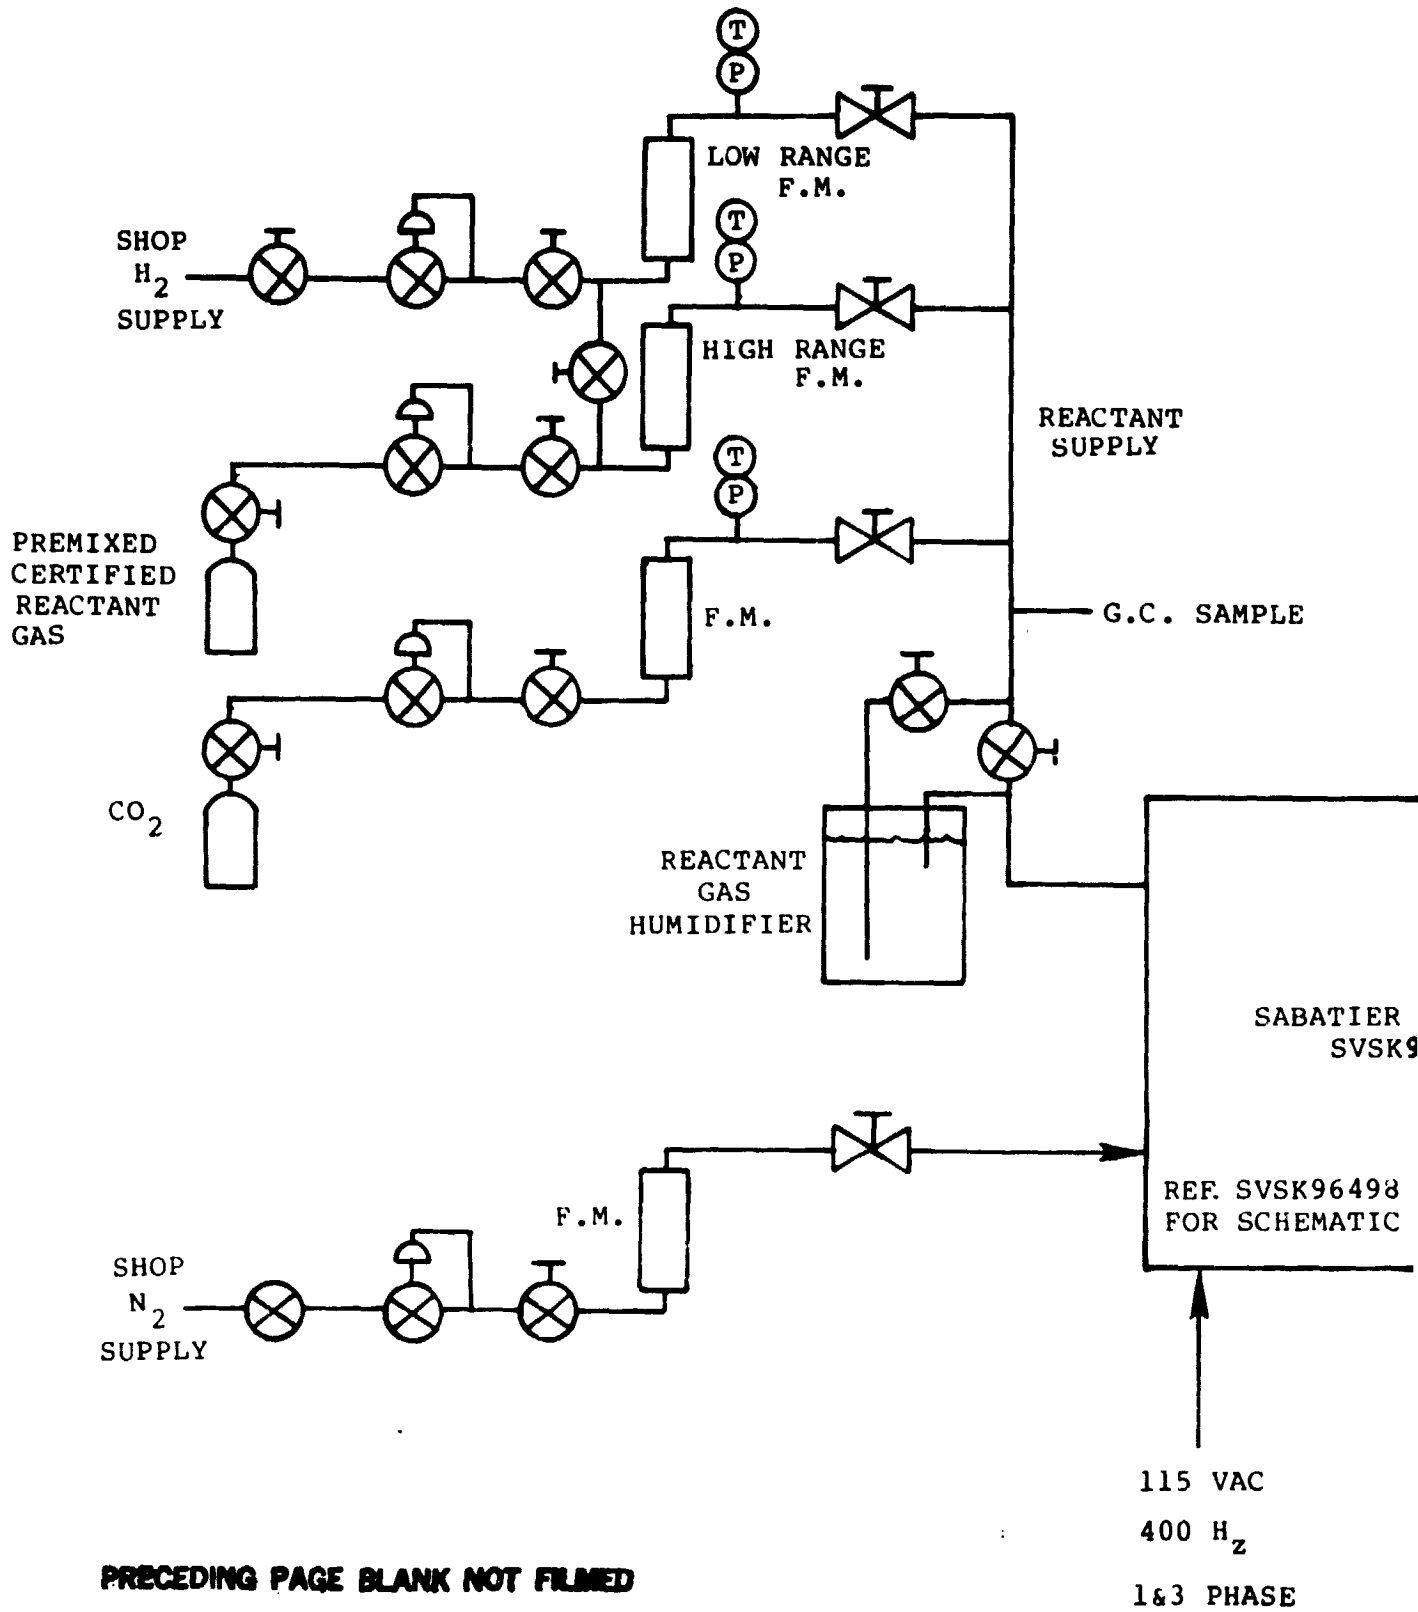 T
P
LOW RANGE
F.M.
T
P
SHOP
H2
SUPPLY
HIGH RANGE
F.M.
REACTANT
SUPPLY
T
P
PREMIXED
CERTIFIED
REACTANT
GAS
F.M.
G.C. SAMPLE
CO2
REACTANT
GAS
HUMIDIFIER
SABATIER
SVSK9
REF. SVSK96498
FOR SCHEMATIC
F.M.
SHOP
N2
SUPPLY
115 VAC
400 Hz
1&3 PHASE
PRECEDING PAGE BLANK NOT FILMED